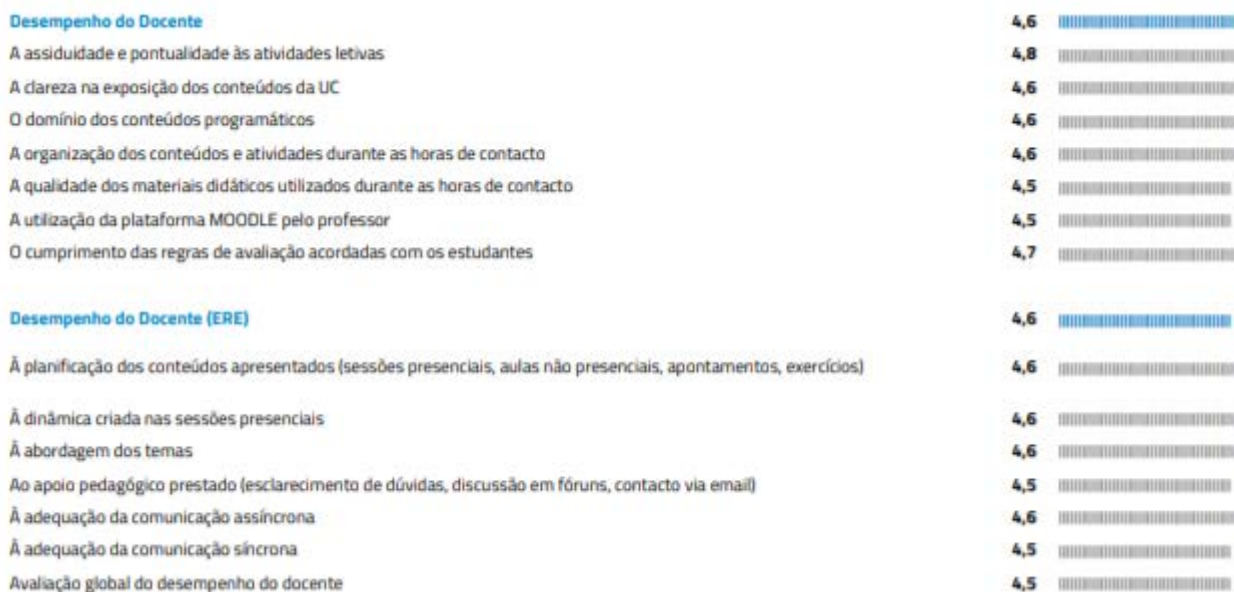 Desempenho do Docente 4,6
A assiduidade e pontualidade às atividades letivas 4,8
A clareza na exposição dos conteúdos da UC 4,6
O domínio dos conteúdos programáticos 4,6
A organização dos conteúdos e atividades durante as horas de contacto 4,6
A qualidade dos materiais didáticos utilizados durante as horas de contacto 4,5
A utilização da plataforma MOODLE pelo professor 4,5
O cumprimento das regras de avaliação acordadas com os estudantes 4,7
Desempenho do Docente (ERE) 4,6
À planificação dos conteúdos apresentados (sessões presenciais, aulas não presenciais, apontamentos, exercícios) 4,6
À dinâmica criada nas sessões presenciais 4,6
À abordagem dos temas 4,6
Ao apoio pedagógico prestado (esclarecimento de dúvidas, discussão em fóruns, contacto via email) 4,5
À adequação da comunicação assíncrona 4,6
À adequação da comunicação síncrona 4,5
Avaliação global do desempenho do docente 4,5